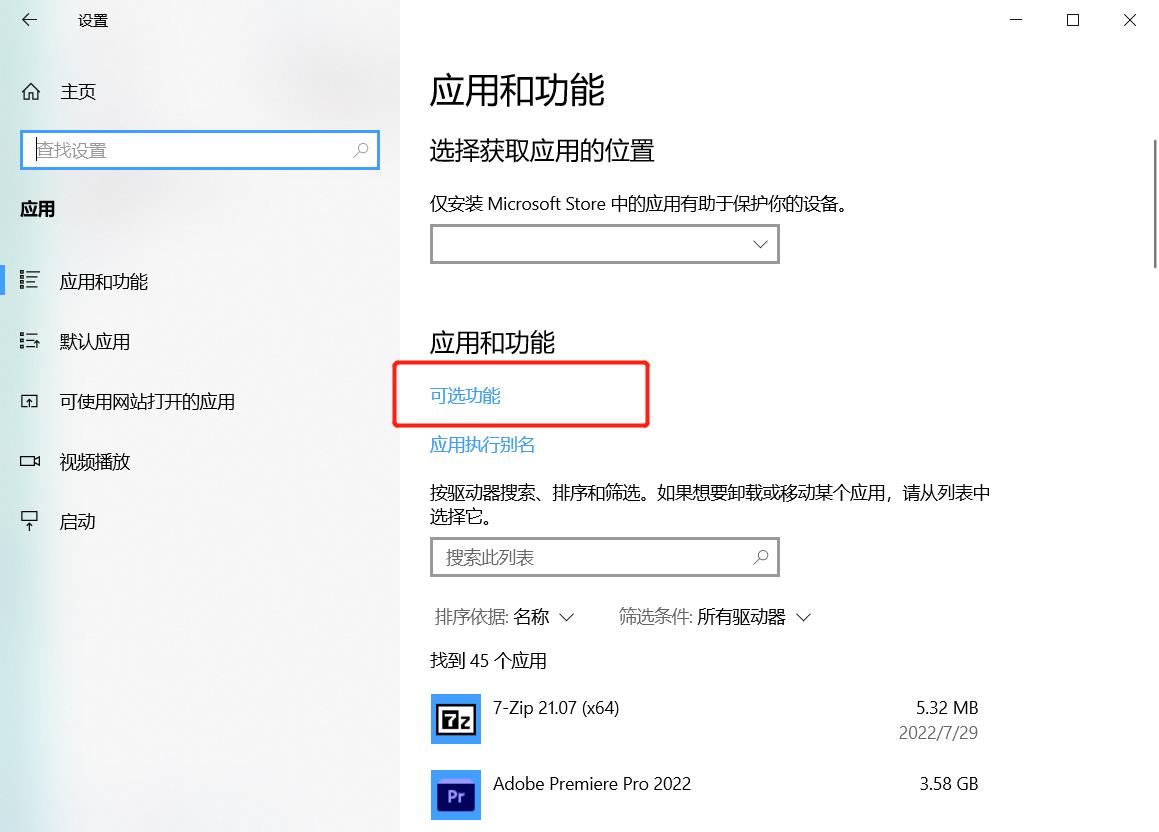 设置
主页
查找设置
应用
应用和功能
默认应用
可使用网站打开的应用
视频播放
启动
应用和功能
选择获取应用的位置
仅安装 Microsoft Store 中的应用有助于保护你的设备。
应用和功能
可选功能
应用执行别名
按驱动器搜索、排序和筛选。如果想要卸载或移动某个应用，请从列表中
选择它。
搜索此列表
排序依据: 名称 筛选条件: 所有驱动器
找到 45 个应用
7z
7-Zip 21.07 (x64) 5.32 MB
2022/7/29
Pr
Adobe Premiere Pro 2022 3.58 GB